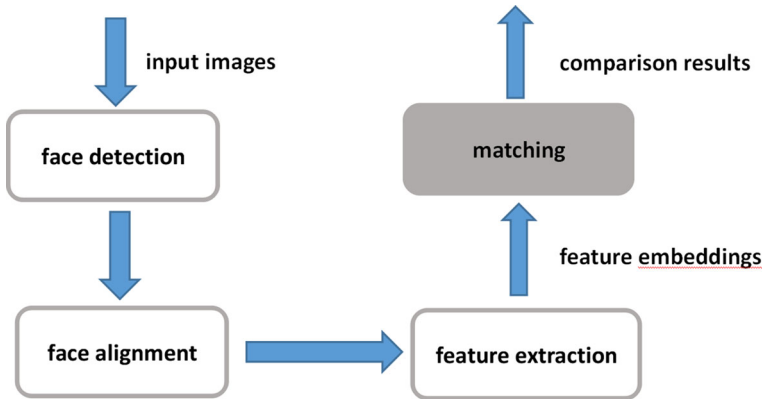 input images
face detection
face alignment
feature extraction
feature embeddings
matching
comparison results